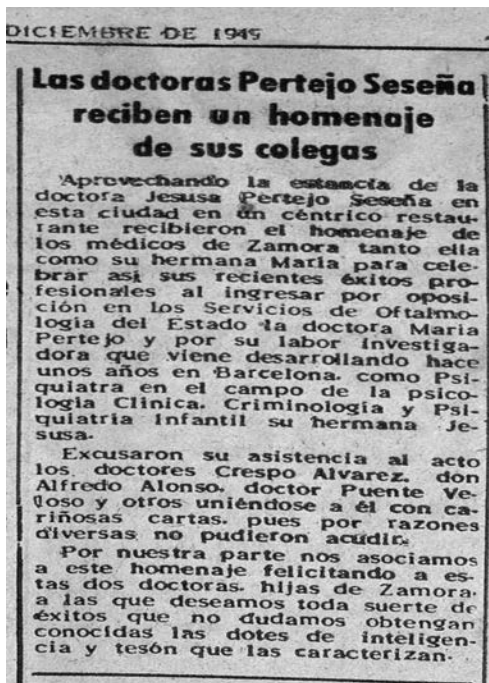 DICIEMBRE DE 1949
Las doctoras Pertejo Seseña
reciben un homenaje
de sus colegas
Aprovechando la estancia de la
doctora Jesusa Pertejo Seseña en
esta ciudad en un céntrico restau-
rante recibieron el homenaje de
los médicos de Zamora tanto ella
como su hermana María para cele-
brar así sus recientes éxitos pro-
fesionales al ingresar por oposi-
ción en los Servicios de Oftalmo-
logía del Estado la doctora María
Pertejo y por su labor investiga-
dora que viene desarrollando hace
unos años en Barcelona. como Psi-
quiatra en el campo de la psico-
logía Clínica. Criminología y Psi-
quiatría Infantil su hermana Je-
susa.
Excusaron su asistencia al acto
los doctores Crespo Alvarez. don
Alfredo Alonso. doctor Puente Ve-
loso y otros uniéndose a él con ca-
riñosas cartas. pues por razones
diversas no pudieron acudir.
Por nuestra parte nos asociamos
a este homenaje felicitando a es-
tas dos doctoras. hijas de Zamora.
a las que deseamos toda suerte de
éxitos que no dudamos obtengan
conocidas las dotes de inteligen-
cia y tesón que las caracterizan.